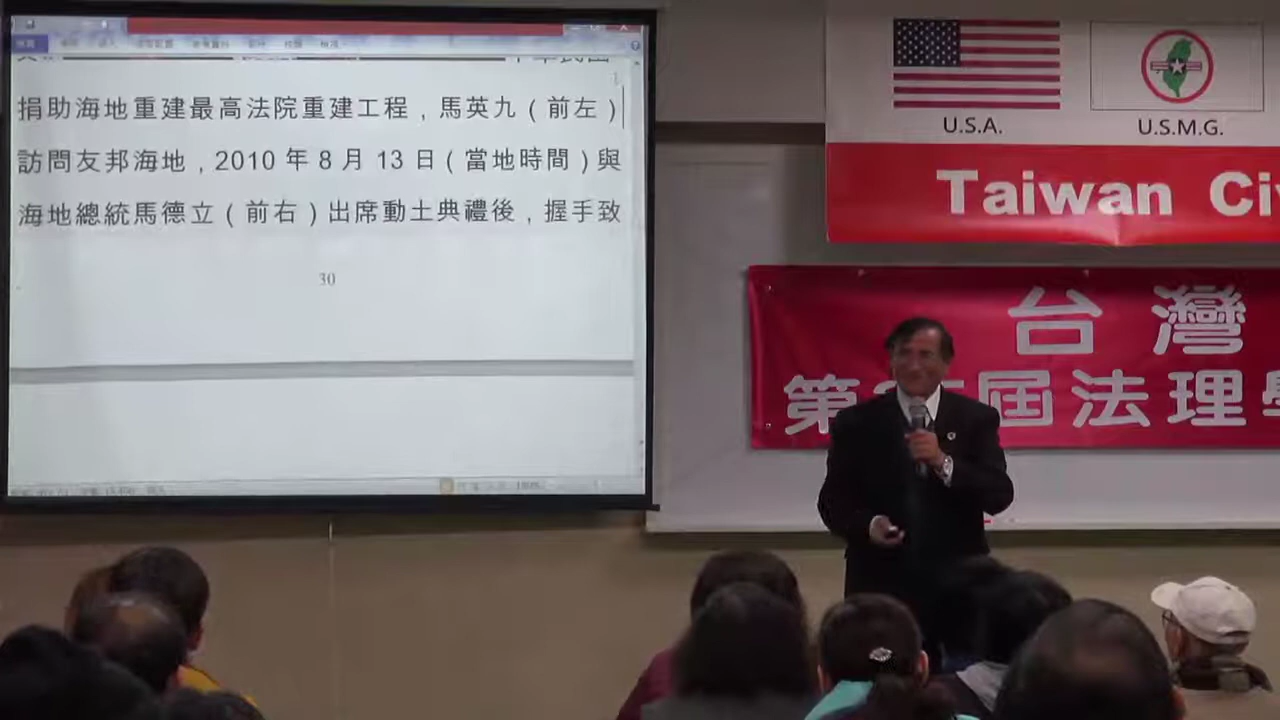 捐助海地重建最高法院重建工程，馬英九（前左）
訪問友邦海地，2010 年 8 月 13 日（當地時間）與
海地總統馬德立（前右）出席動土典禮後，握手致
30
U.S.A.
U.S.M.G.
Taiwan Ci
台灣
第 屆法理學